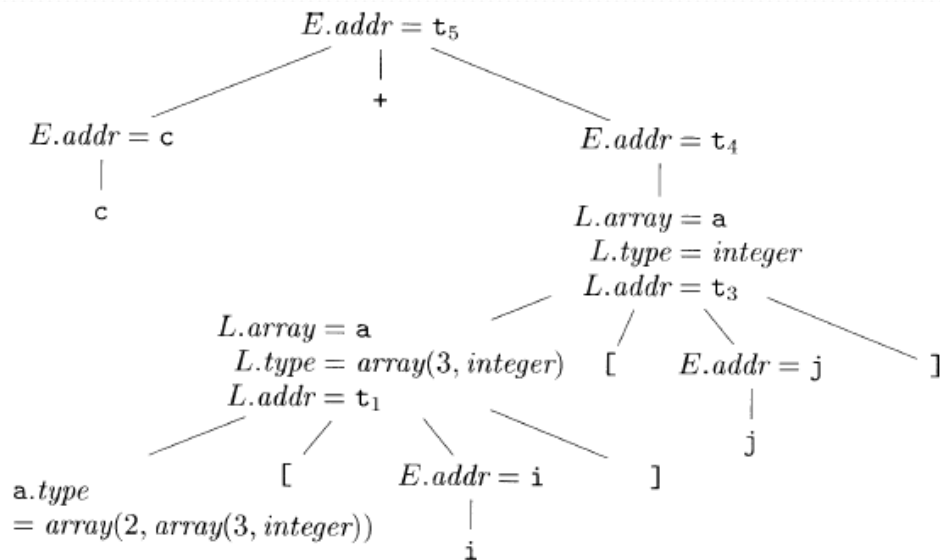 E.addr = t₅
+
E.addr = c
E.addr = t₄
c
L.array = a
L.type = integer
L.addr = t₃
L.array = a
L.type = array(3, integer)
L.addr = t₁
[
E.addr = j
]
j
a.type
= array(2, array(3, integer))
[
E.addr = i
]
i